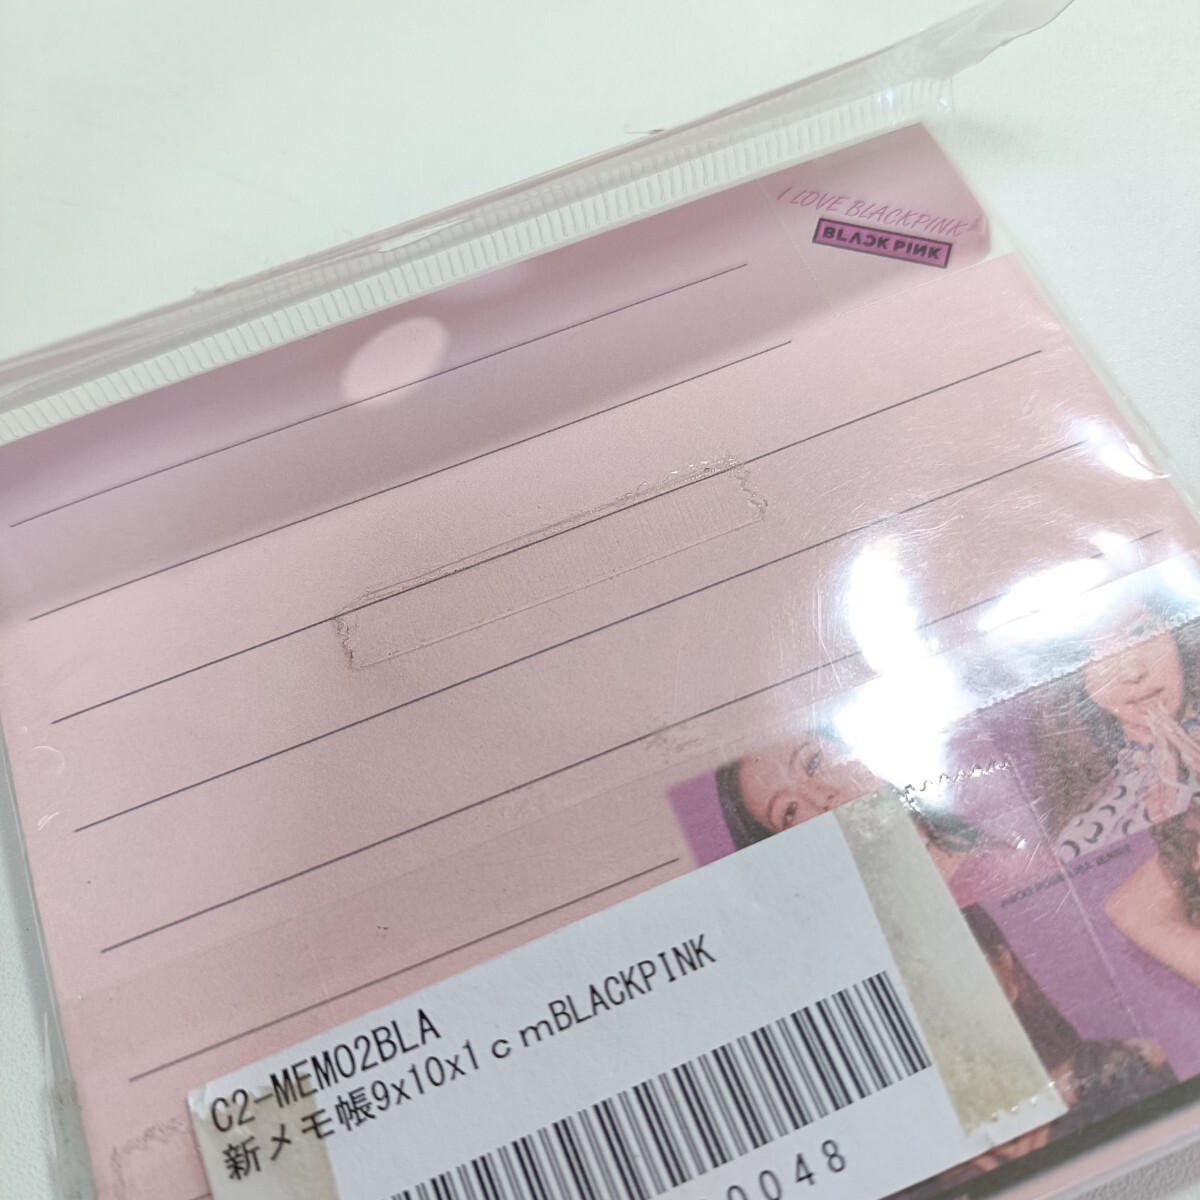 I LOVE BLACKPINK
BLACKPINK
C2-MEMO2BLA
新メモ帳9x10x1ｃｍBLACKPINK
0048